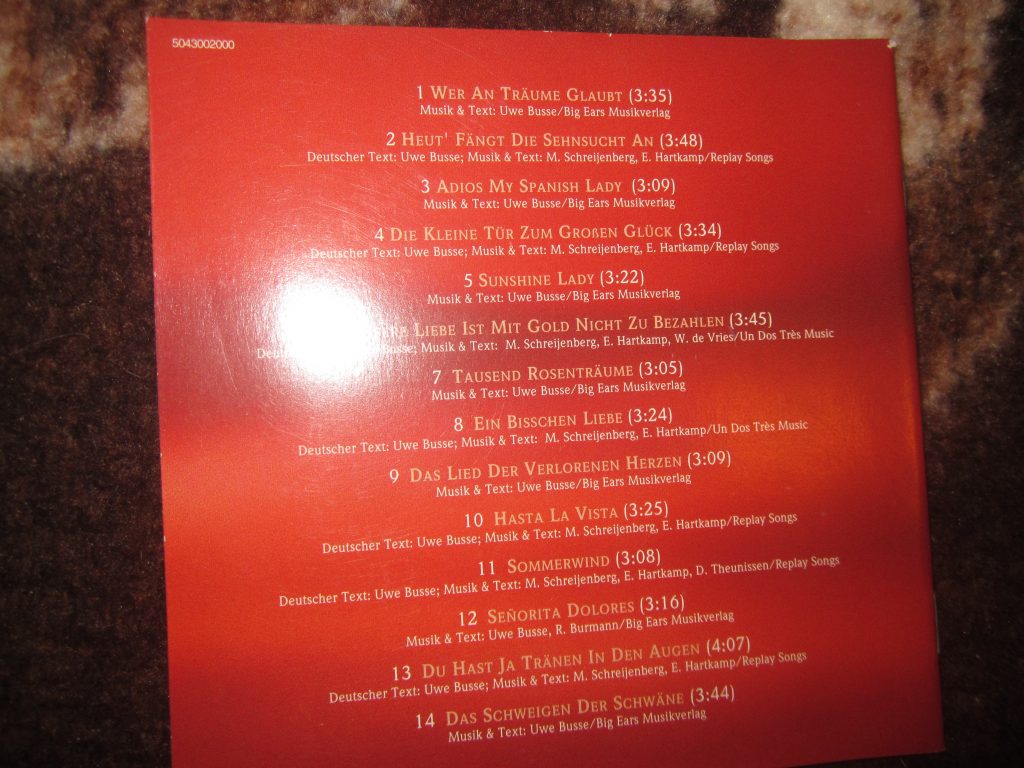 5043002000
1 Wer An Träume Glaubt (3:35)
Musik & Text: Uwe Busse/Big Ears Musikverlag
2 Heut' Fängt Die Sehnsucht An (3:48)
Deutscher Text: Uwe Busse; Musik & Text: M. Schreijenberg, E. Hartkamp/Replay Songs
3 Adios My Spanish Lady (3:09)
Musik & Text: Uwe Busse/Big Ears Musikverlag
4 Die Kleine Tür Zum Großen Glück (3:34)
Deutscher Text: Uwe Busse; Musik & Text: M. Schreijenberg, E. Hartkamp/Replay Songs
5 Sunshine Lady (3:22)
Musik & Text: Uwe Busse/Big Ears Musikverlag
Liebe Ist Mit Gold Nicht Zu Bezahlen (3:45)
Musik & Text: M. Schreijenberg, E. Hartkamp, W. de Vries/Un Dos Très Music
7 Tausend Rosenträume (3:05)
Musik & Text: Uwe Busse/Big Ears Musikverlag
8 Ein Bisschen Liebe (3:24)
Deutscher Text: Uwe Busse; Musik & Text: M. Schreijenberg, E. Hartkamp/Un Dos Très Music
9 Das Lied Der Verlorenen Herzen (3:09)
Musik & Text: Uwe Busse/Big Ears Musikverlag
10 Hasta La Vista (3:25)
Deutscher Text: Uwe Busse; Musik & Text: M. Schreijenberg, E. Hartkamp/Replay Songs
11 Sommerwind (3:08)
Deutscher Text: Uwe Busse; Musik & Text: M. Schreijenberg, E. Hartkamp, D. Theunissen/Replay Songs
12 Señorita Dolores (3:16)
Musik & Text: Uwe Busse, R. Burmann/Big Ears Musikverlag
13 Du Hast Ja Tränen In Den Augen (4:07)
Deutscher Text: Uwe Busse; Musik & Text: M. Schreijenberg, E. Hartkamp/Replay Songs
14 Das Schweigen Der Schwäne (3:44)
Musik & Text: Uwe Busse/Big Ears Musikverlag